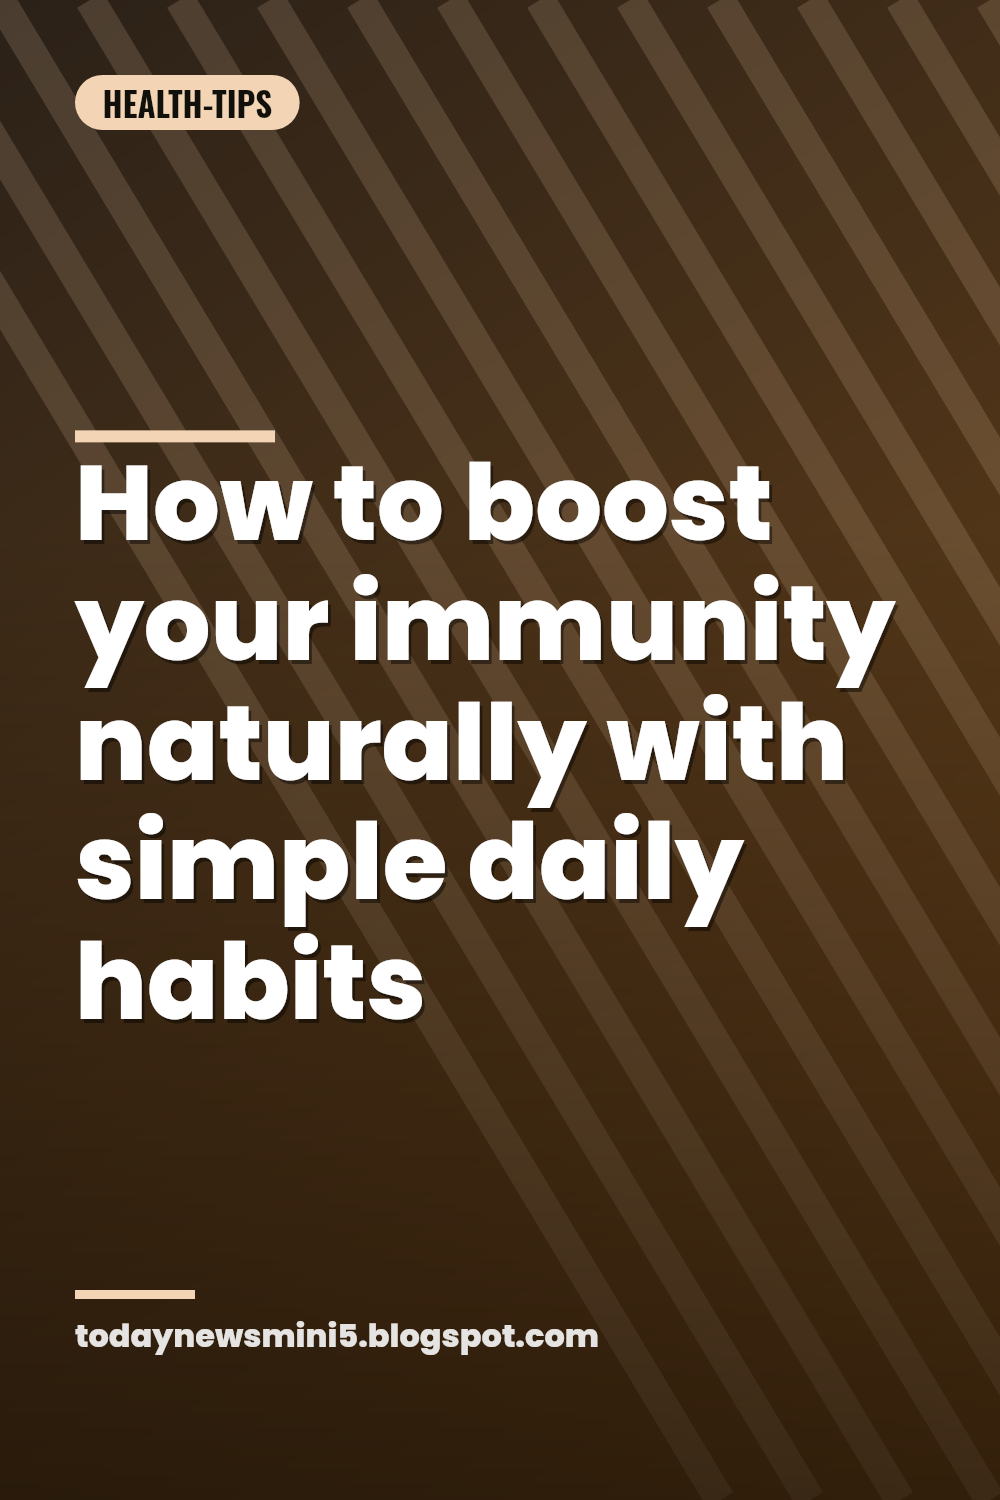 HEALTH-TIPS
How to boost
your immunity
naturally with
simple daily
habits
todaynewsmini5.blogspot.com